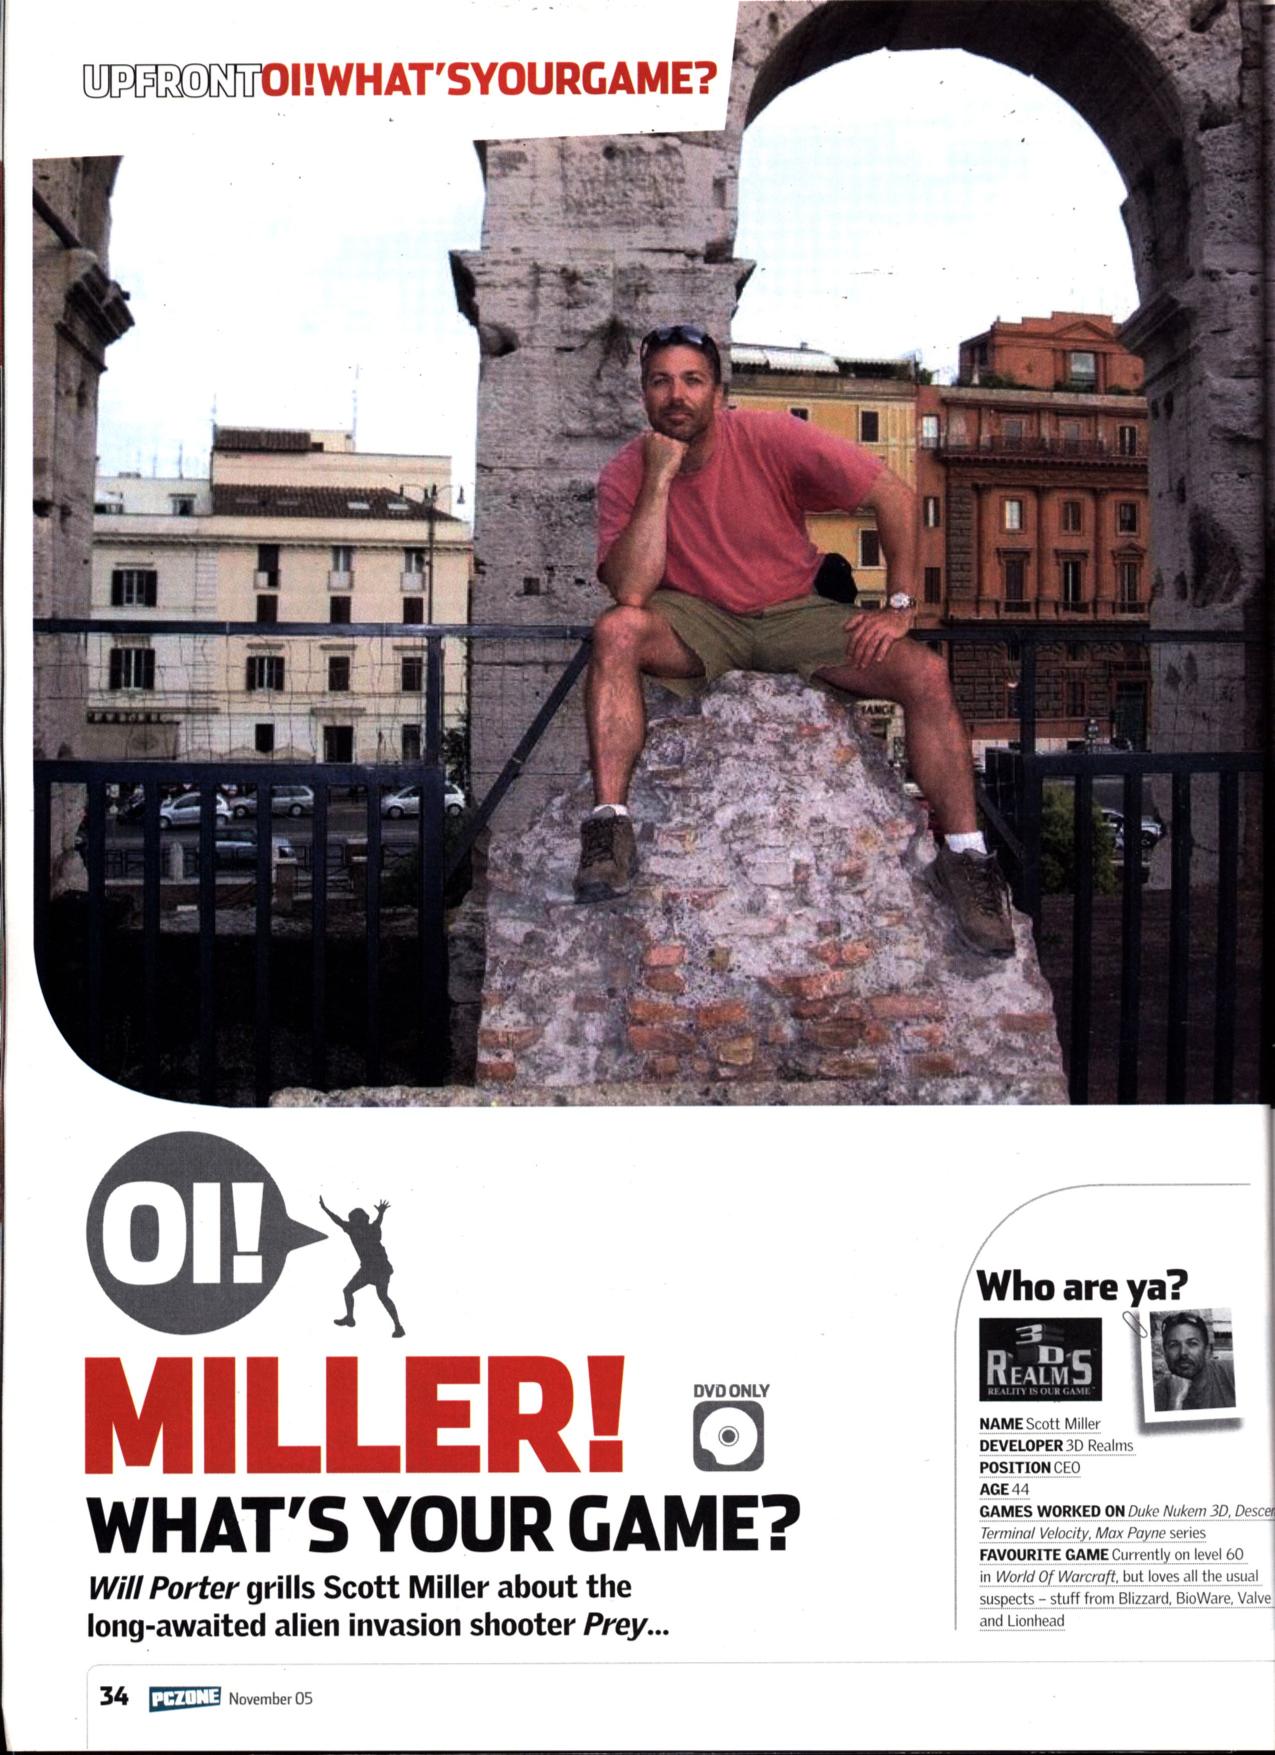 UPFRONTOI!WHAT'SYOURGAME?
OI!
MILLER!
DVD ONLY
WHAT'S YOUR GAME?
Will Porter grills Scott Miller about the
long-awaited alien invasion shooter Prey...
Who are ya?
3D
REALMS
REALITY IS OUR GAME
NAME Scott Miller
DEVELOPER 3D Realms
POSITION CEO
AGE 44
GAMES WORKED ON Duke Nukem 3D,
Terminal Velocity, Max Payne series
FAVOURITE GAME Currently on level 60
in World Of Warcraft, but loves all the usual
suspects – stuff from Blizzard, BioWare, Valve
and Lionhead
34 PCZONE November 05